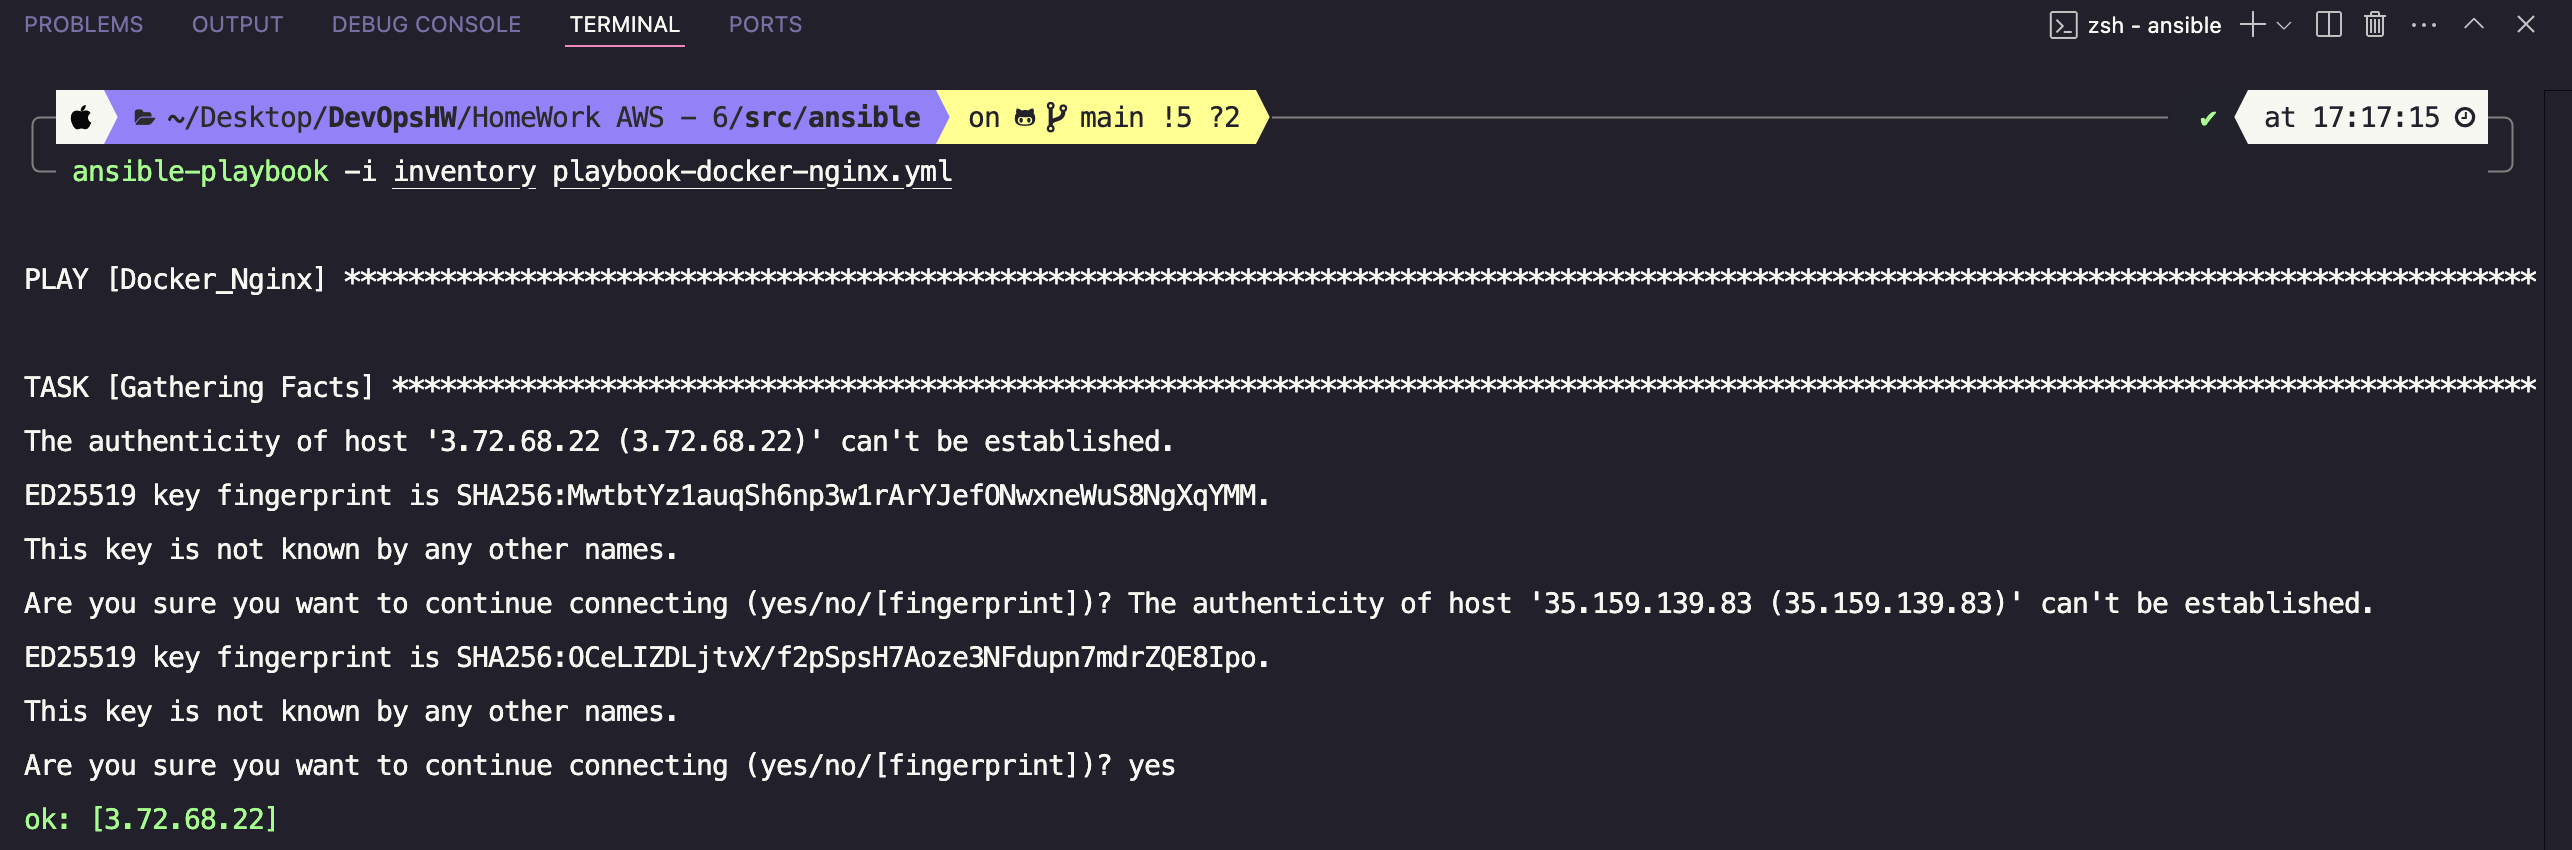 PROBLEMS OUTPUT DEBUG CONSOLE TERMINAL PORTS zsh - ansible
~/Desktop/DevOpsHW/HomeWork AWS - 6/src/ansible on main !5 ?2 ✔ at 17:17:15
ansible-playbook -i inventory playbook-docker-nginx.yml
PLAY [Docker_Nginx] *****************************************************************************************************************************************
TASK [Gathering Facts] **************************************************************************************************************************************
The authenticity of host '3.72.68.22 (3.72.68.22)' can't be established.
ED25519 key fingerprint is SHA256:MwtbtYz1auqSh6np3w1rArYJefONwxneWuS8NgXqYMM.
This key is not known by any other names.
Are you sure you want to continue connecting (yes/no/[fingerprint])? The authenticity of host '35.159.139.83 (35.159.139.83)' can't be established.
ED25519 key fingerprint is SHA256:OCeLIZDLjtvX/f2pSpsH7Aoze3NFdupn7mdrZQE8Ipo.
This key is not known by any other names.
Are you sure you want to continue connecting (yes/no/[fingerprint])? yes
ok: [3.72.68.22]